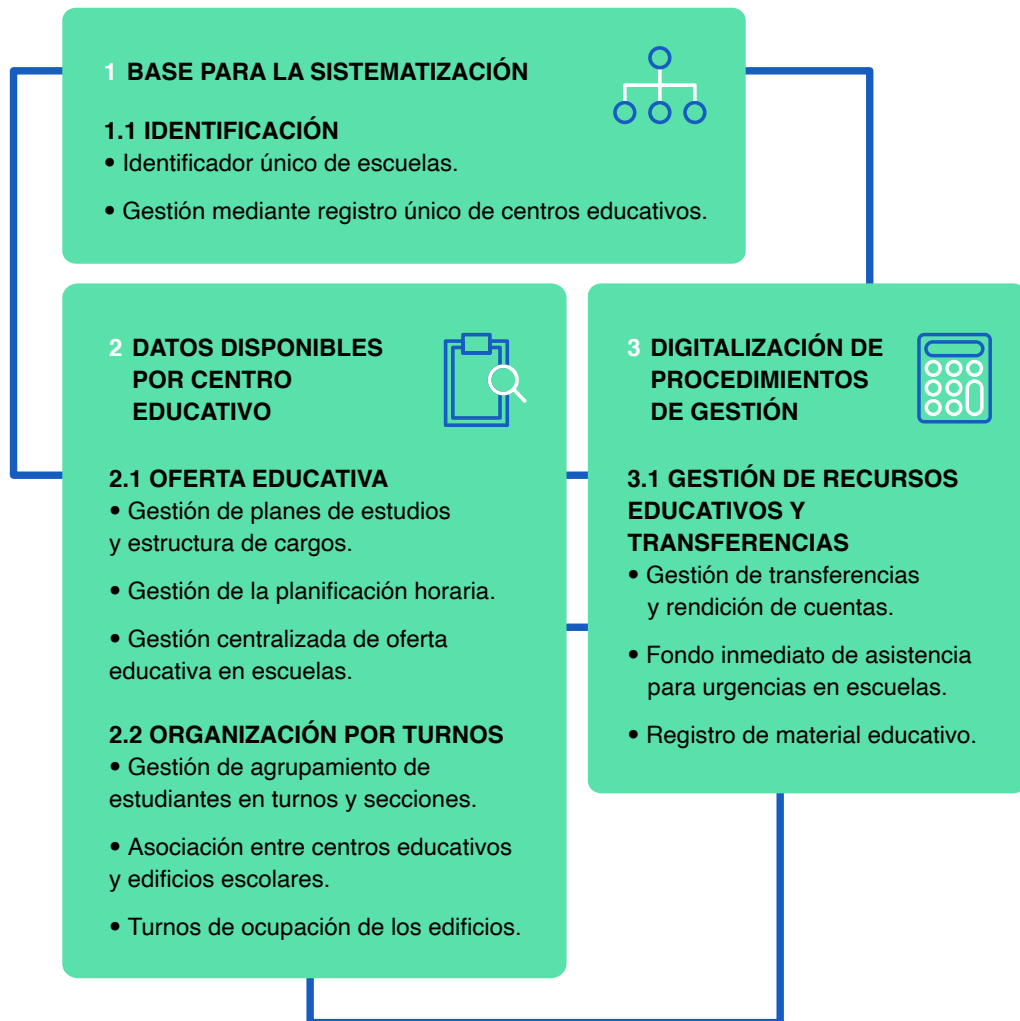 1 BASE PARA LA SISTEMATIZACIÓN
1.1 IDENTIFICACIÓN
• Identificador único de escuelas.
• Gestión mediante registro único de centros educativos.
2 DATOS DISPONIBLES
POR CENTRO
EDUCATIVO
2.1 OFERTA EDUCATIVA
• Gestión de planes de estudios
y estructura de cargos.
• Gestión de la planificación horaria.
• Gestión centralizada de oferta
educativa en escuelas.
2.2 ORGANIZACIÓN POR TURNOS
• Gestión de agrupamiento de
estudiantes en turnos y secciones.
• Asociación entre centros educativos
y edificios escolares.
• Turnos de ocupación de los edificios.
3 DIGITALIZACIÓN DE
PROCEDIMIENTOS
DE GESTIÓN
3.1 GESTIÓN DE RECURSOS
EDUCATIVOS Y
TRANSFERENCIAS
• Gestión de transferencias
y rendición de cuentas.
• Fondo inmediato de asistencia
para urgencias en escuelas.
• Registro de material educativo.